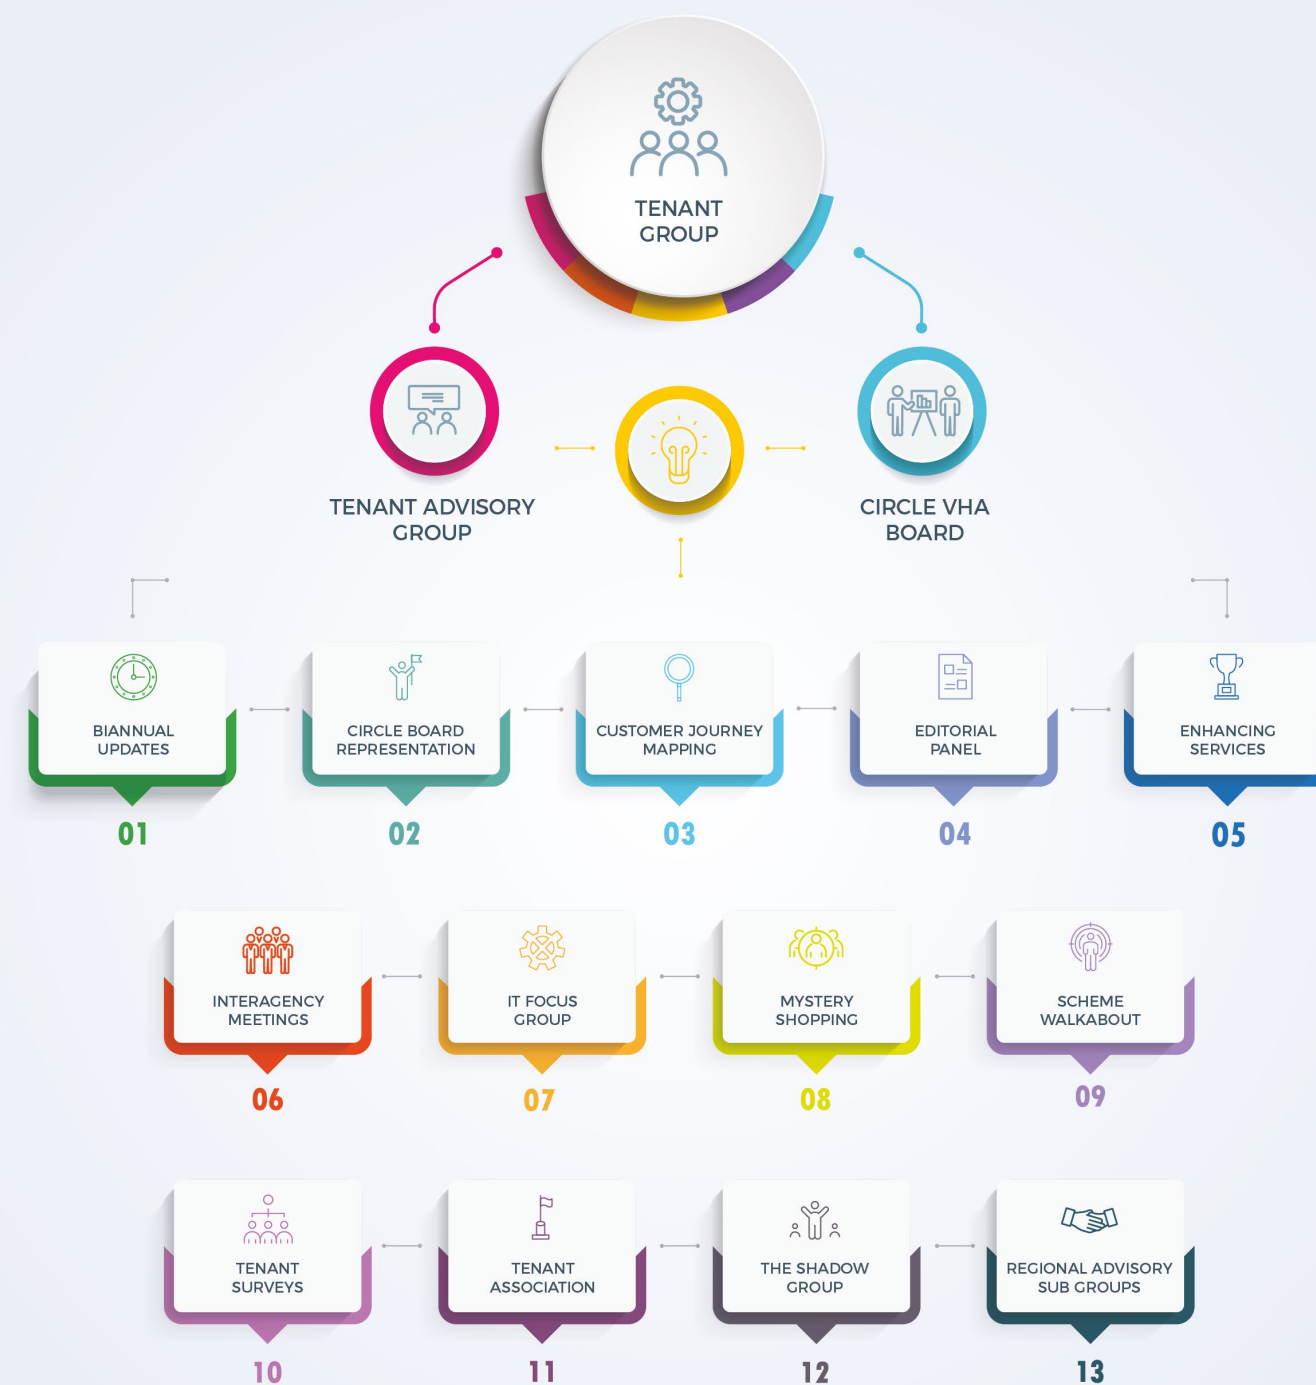 TENANT
GROUP
TENANT ADVISORY
GROUP
CIRCLE VHA
BOARD
BIANNUAL
UPDATES
01
CIRCLE BOARD
REPRESENTATION
02
CUSTOMER JOURNEY
MAPPING
03
EDITORIAL
PANEL
04
ENHANCING
SERVICES
05
INTERAGENCY
MEETINGS
06
IT FOCUS
GROUP
07
MYSTERY
SHOPPING
08
SCHEME
WALKABOUT
09
TENANT
SURVEYS
10
TENANT
ASSOCIATION
11
THE SHADOW
GROUP
12
REGIONAL ADVISORY
SUB GROUPS
13